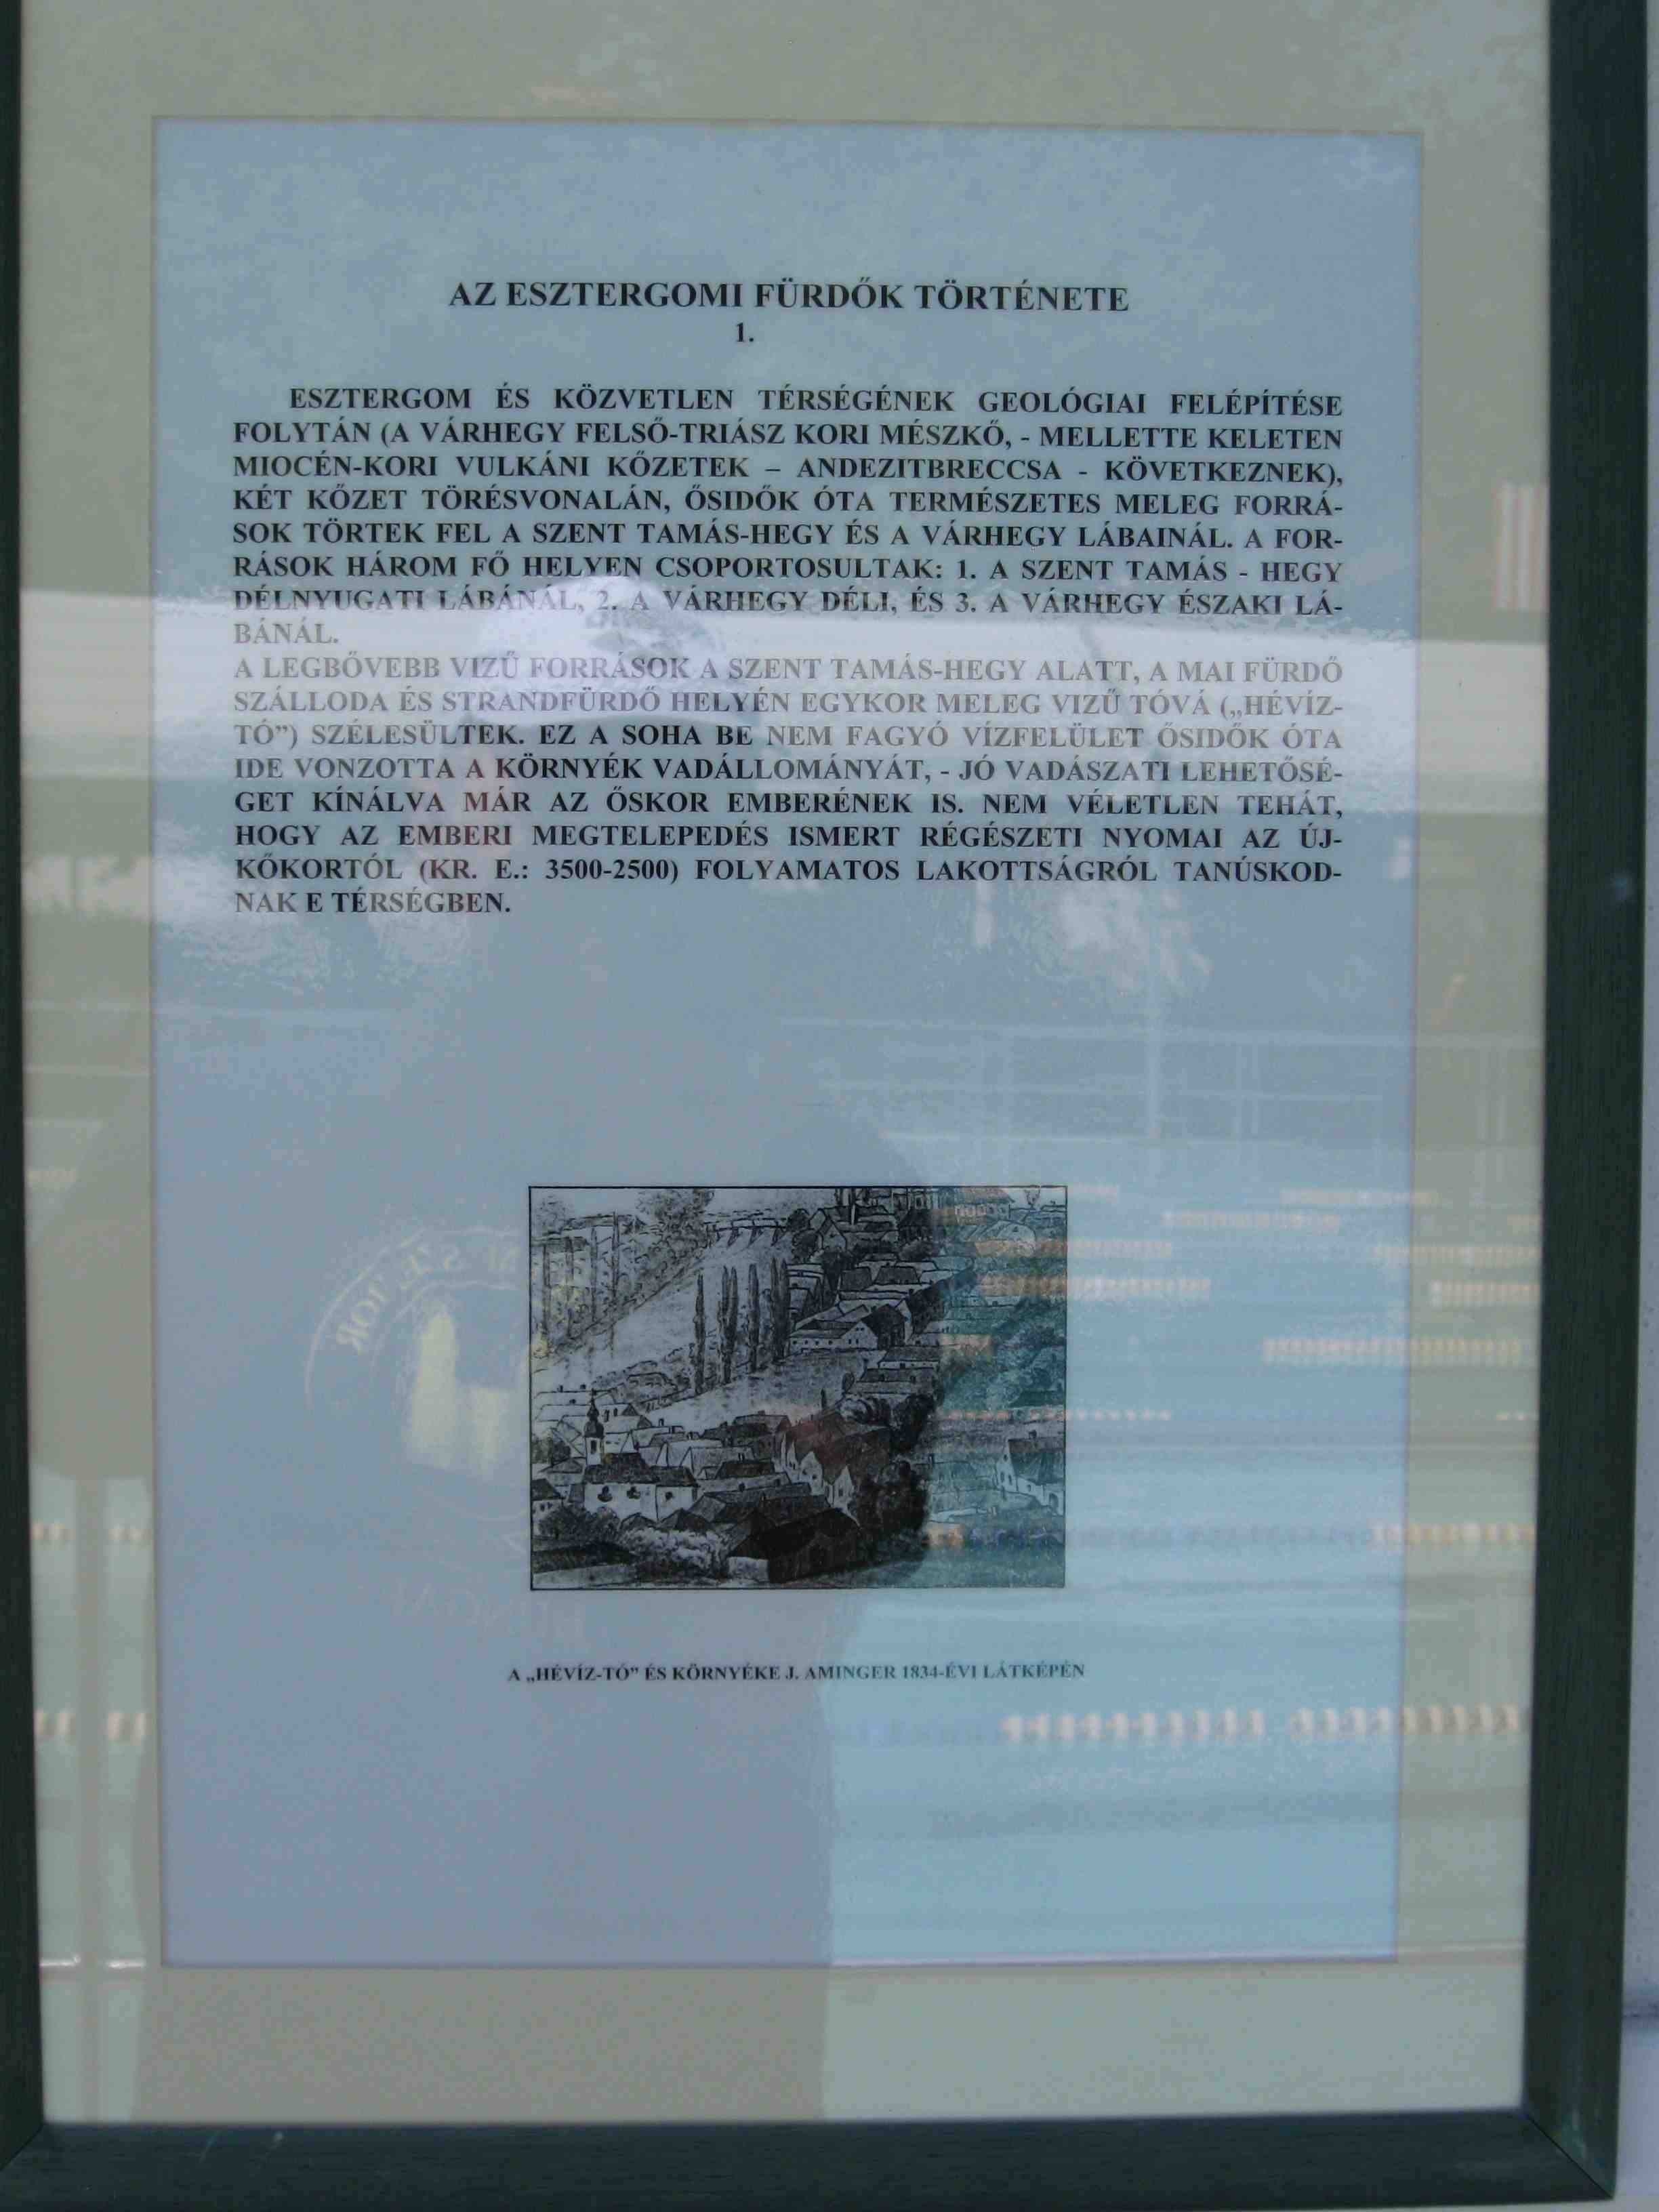 AZ ESZTERGOMI FÜRDŐK TÖRTÉNETE
1.
ESZTERGOM ÉS KÖZVETLEN TÉRSÉGÉNEK GEOLÓGIAI FELÉPÍTÉSE
FOLYTÁN (A VÁRHEGY FELSŐ-TRIÁSZ KORI MÉSZKŐ, - MELLETTE KELETEN
MIOCÉN-KORI VULKÁNI KŐZETEK – ANDEZITBRECCSA - KÖVETKEZNEK),
KÉT KŐZET TÖRÉSVONALÁN, ŐSIDŐK ÓTA TERMÉSZETES MELEG FORRÁ-
SOK TÖRTEK FEL A SZENT TAMÁS-HEGY ÉS A VÁRHEGY LÁBAINÁL. A FOR-
RÁSOK HÁROM FŐ HELYEN CSOPORTOSULTAK: 1. A SZENT TAMÁS - HEGY
DÉLNYUGATI LÁBÁNÁL, 2. A VÁRHEGY DÉLI, ÉS 3. A VÁRHEGY ÉSZAKI LÁ-
BÁNÁL.
A LEGBŐVEBB VIZŰ FORRÁSOK A SZENT TAMÁS-HEGY ALATT, A MAI FÜRDŐ
SZÁLLODA ÉS STRANDFÜRDŐ HELYÉN EGYKOR MELEG VIZŰ TÓVÁ („HÉVÍZ-
TÓ”) SZÉLESÜLTEK. EZ A SOHA BE NEM FAGYÓ VÍZFELÜLET ŐSIDŐK ÓTA
IDE VONZOTTA A KÖRNYÉK VADÁLLOMÁNYÁT, - JÓ VADÁSZATI LEHETŐSÉ-
GET KÍNÁLVA MÁR AZ ŐSKOR EMBERÉNEK IS. NEM VÉLETLEN TEHÁT,
HOGY AZ EMBERI MEGTELEPEDÉS ISMERT RÉGÉSZETI NYOMAI AZ ÚJ-
KŐKORTÓL (KR. E.: 3500-2500) FOLYAMATOS LAKOTTSÁGRÓL TANÚSKOD-
NAK E TÉRSÉGBEN.
A „HÉVÍZ-TÓ” ÉS KÖRNYÉKE J. AMINGER 1834-ÉVI LÁTKÉPÉN